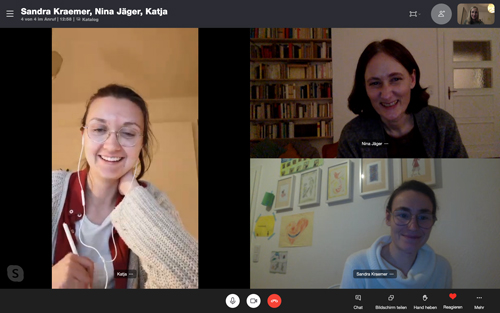 Sandra Kraemer, Nina Jäger, Katja
4 von 4 im Anruf | 13:05 | Katalog
Nina Jäger
Katja
Sandra Kraemer
S
Chat
Bildschirm teilen
Hand heben
Reagieren
Mehr